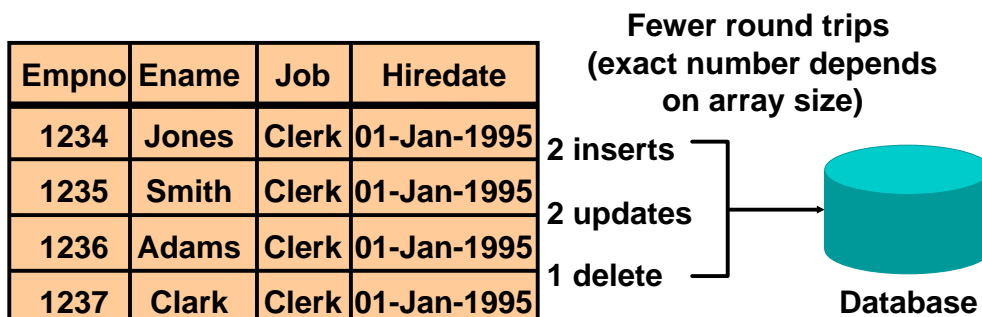 Fewer round trips
(exact number depends
on array size)
Empno Ename Job Hiredate
1234 Jones Clerk 01-Jan-1995
1235 Smith Clerk 01-Jan-1995
1236 Adams Clerk 01-Jan-1995
1237 Clark Clerk 01-Jan-1995
2 inserts
2 updates
1 delete
Database